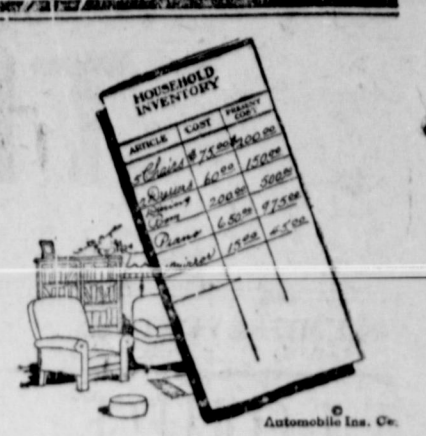 HOUSEHOLD
INVENTORY
ARTICLE COST PRESENT COST
5 Chairs $75.00 $200.00
2 Dressers 60.00 150.00
Dining Room 200.00 500.00
Piano 650.00 975.00
Mirror 15.00 45.00
©
Automobile Ins. Co.